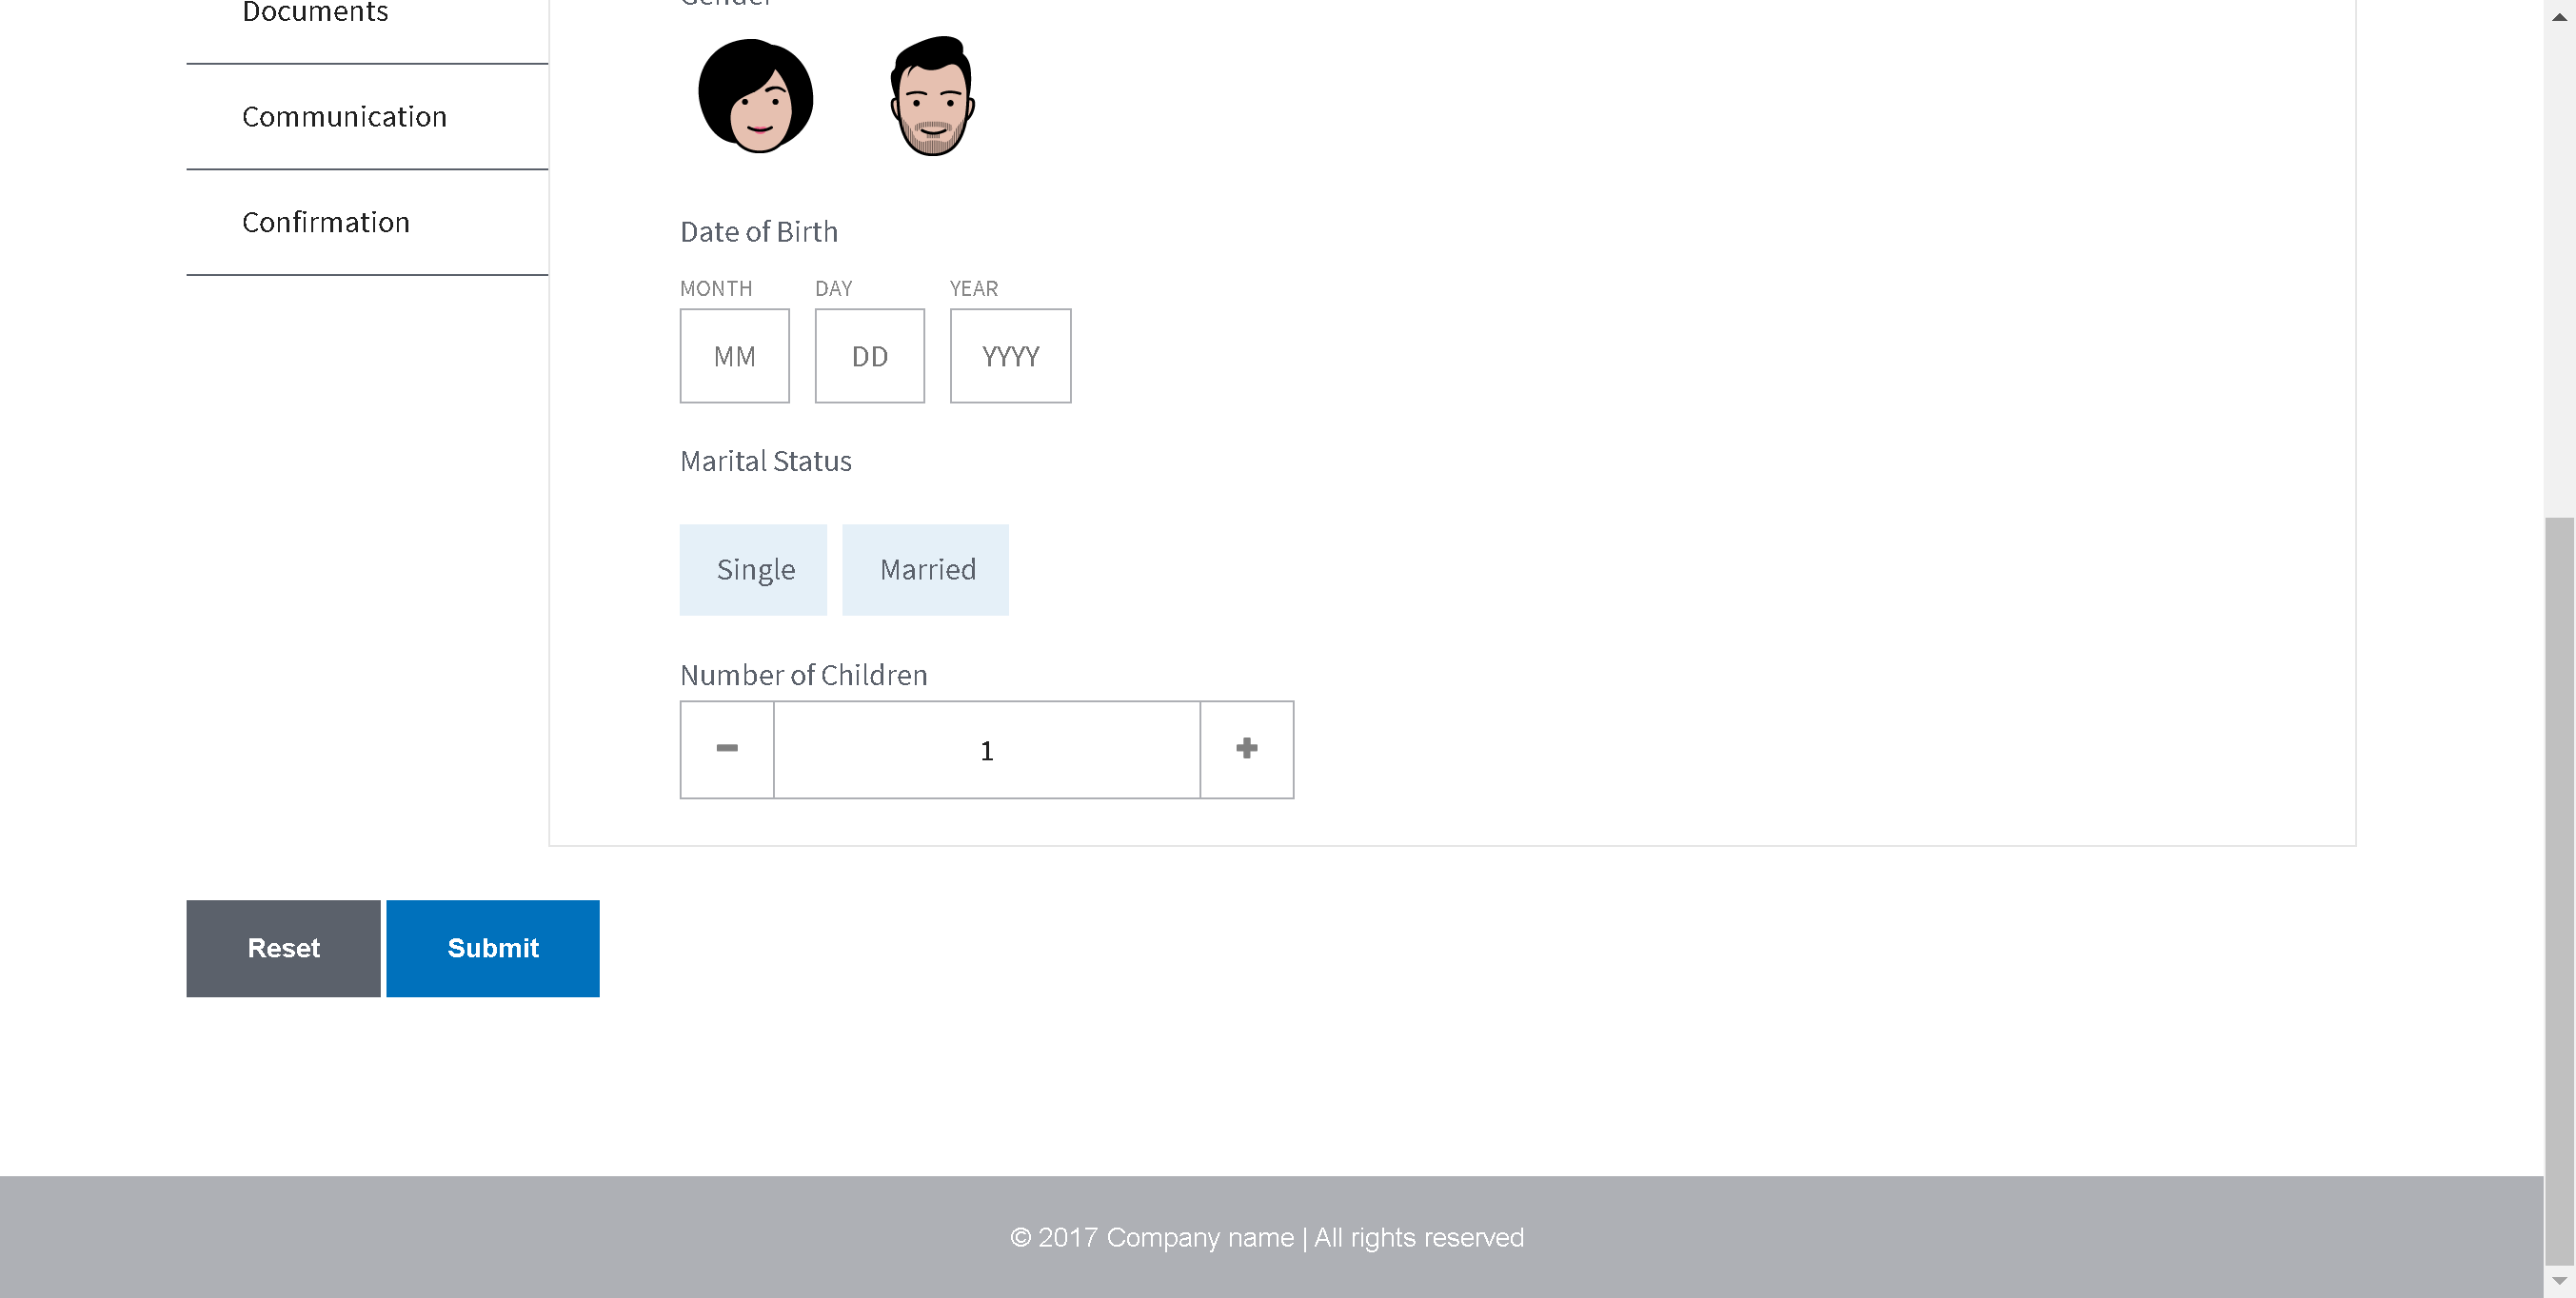 Documents
Communication
Confirmation
Gender
Date of Birth
MONTH DAY YEAR
MM DD YYYY
Marital Status
Single Married
Number of Children
1
Reset Submit
© 2017 Company name | All rights reserved